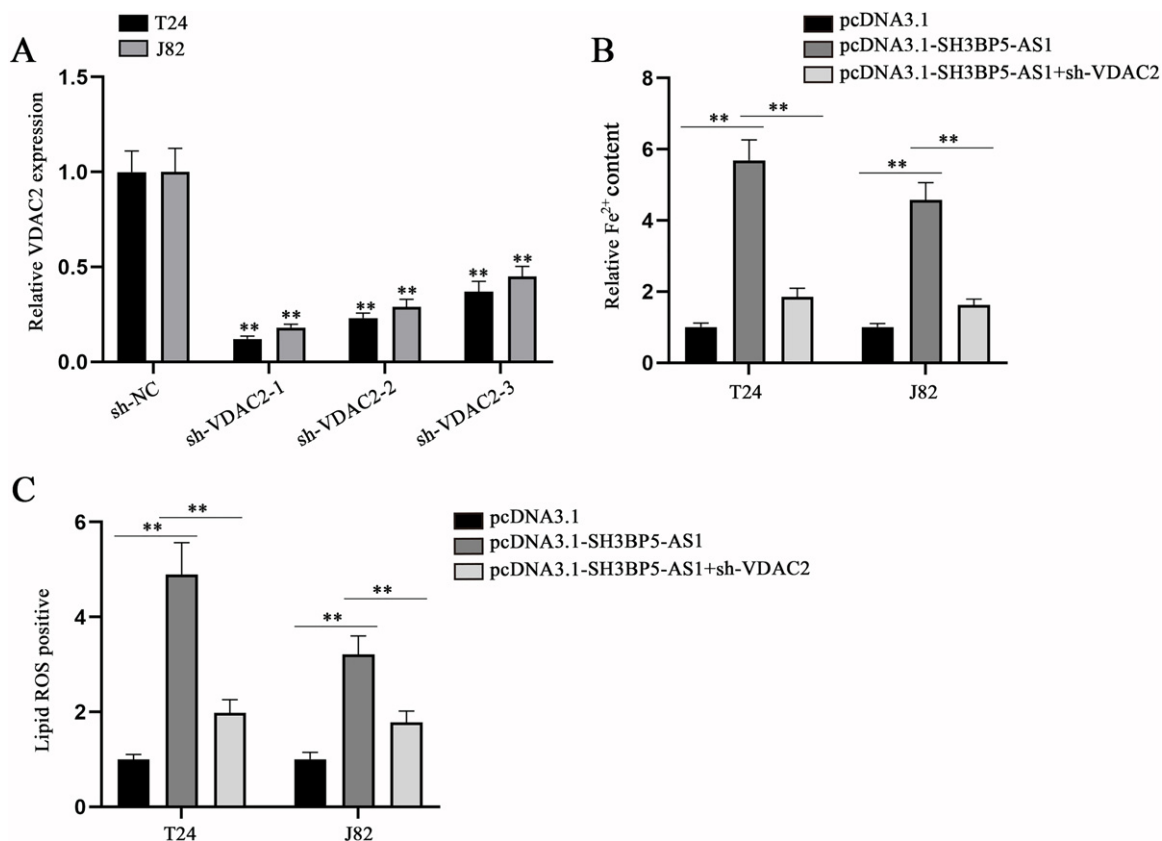 A
T24
J82
Relative VDAC2 expression
1.5
1.0
0.5
0.0
** ** ** ** ** **
sh-NC
sh-VDAC2-1
sh-VDAC2-2
sh-VDAC2-3
B
pcDNA3.1
pcDNA3.1-SH3BP5-AS1
pcDNA3.1-SH3BP5-AS1+sh-VDAC2
Relative Fe²⁺ content
8
6
4
2
0
** ** ** **
T24 J82
C
pcDNA3.1
pcDNA3.1-SH3BP5-AS1
pcDNA3.1-SH3BP5-AS1+sh-VDAC2
Lipid ROS positive
6
4
2
0
** ** ** **
T24 J82